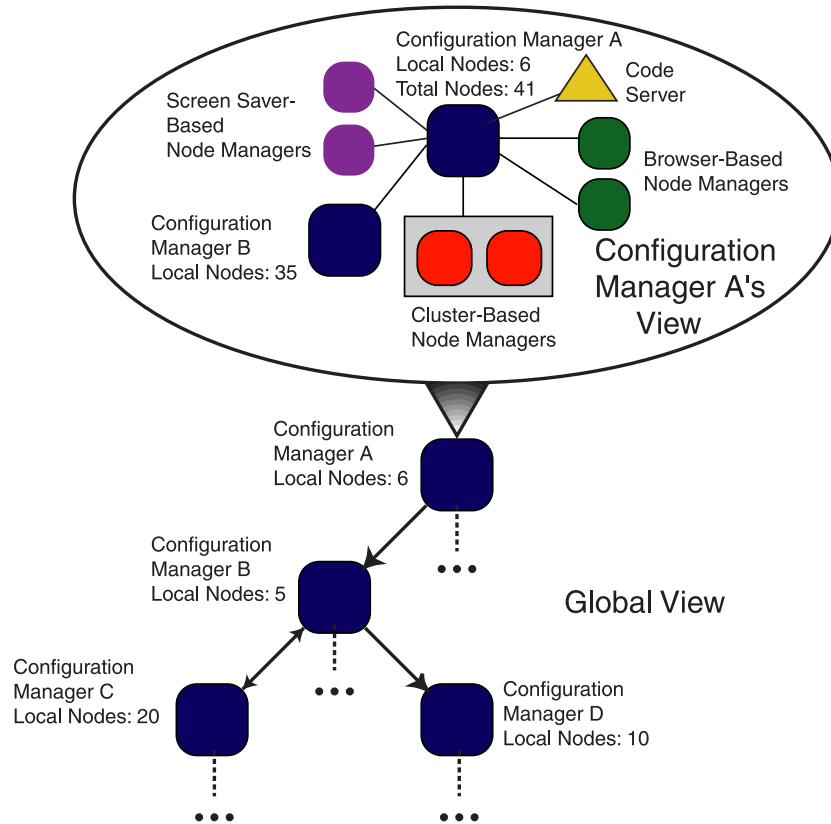 Configuration Manager A
Local Nodes: 6
Total Nodes: 41
Code
Server
Screen Saver-
Based
Node Managers
Browser-Based
Node Managers
Configuration
Manager B
Local Nodes: 35
Configuration
Manager A's
View
Cluster-Based
Node Managers
Configuration
Manager A
Local Nodes: 6
Configuration
Manager B
Local Nodes: 5
Global View
Configuration
Manager C
Local Nodes: 20
Configuration
Manager D
Local Nodes: 10